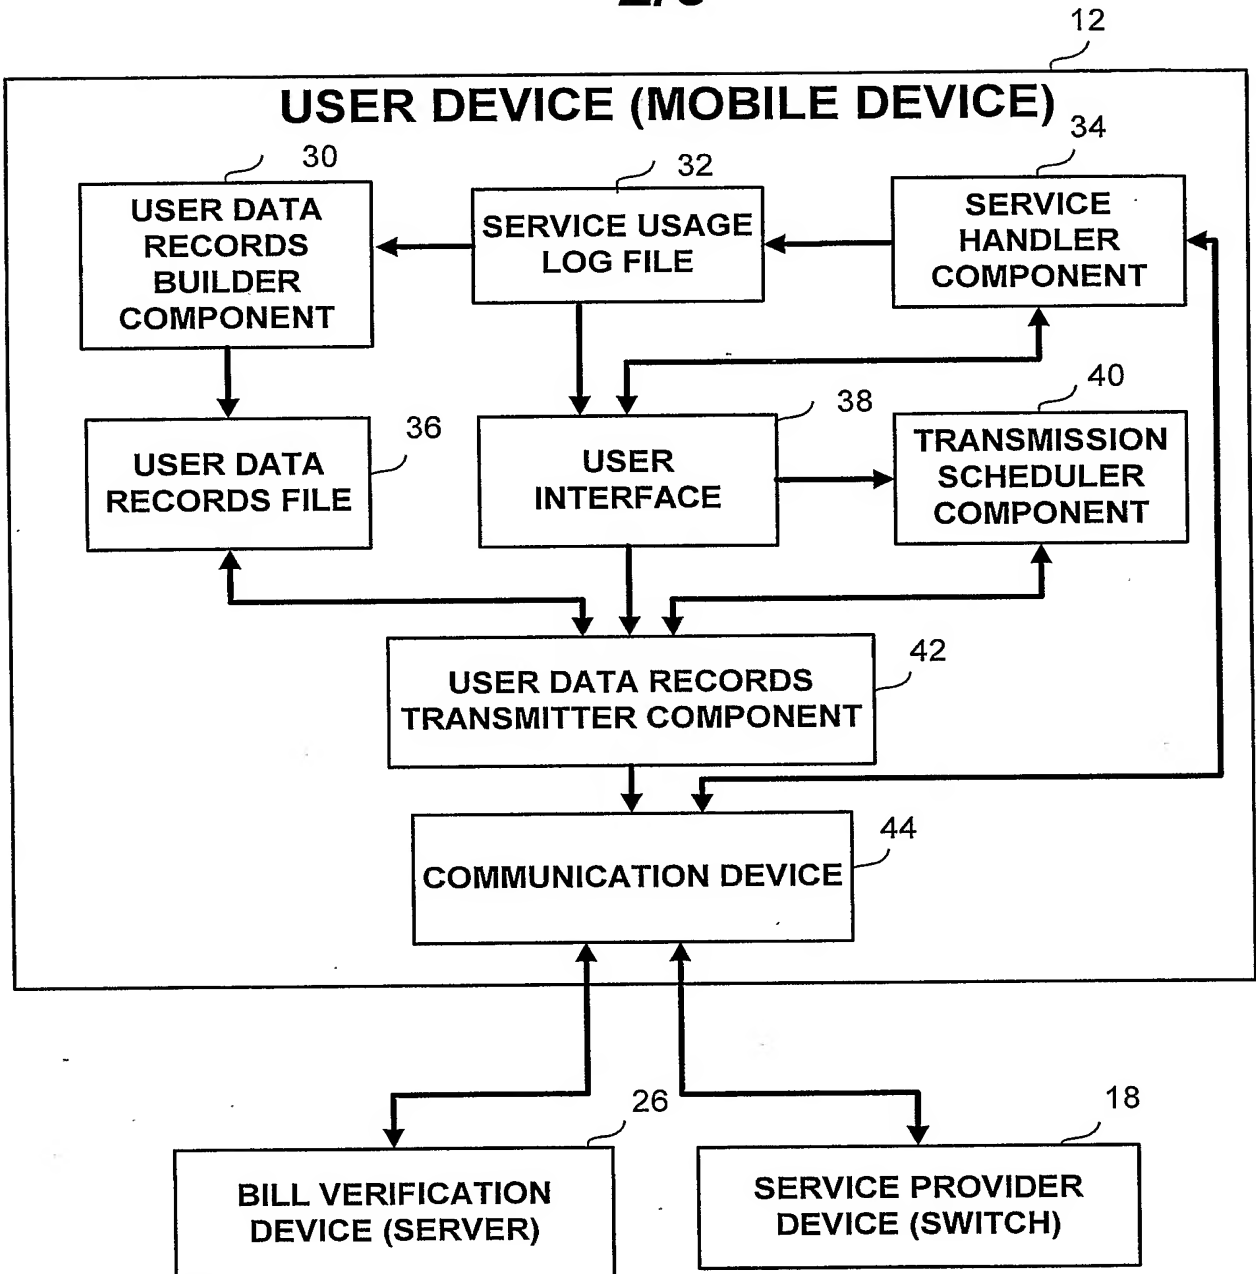 12
USER DEVICE (MOBILE DEVICE)
30
32
34
USER DATA
RECORDS
BUILDER
COMPONENT
SERVICE USAGE
LOG FILE
SERVICE
HANDLER
COMPONENT
36
38
40
USER DATA
RECORDS FILE
USER
INTERFACE
TRANSMISSION
SCHEDULER
COMPONENT
42
USER DATA RECORDS
TRANSMITTER COMPONENT
44
COMMUNICATION DEVICE
26
18
BILL VERIFICATION
DEVICE (SERVER)
SERVICE PROVIDER
DEVICE (SWITCH)